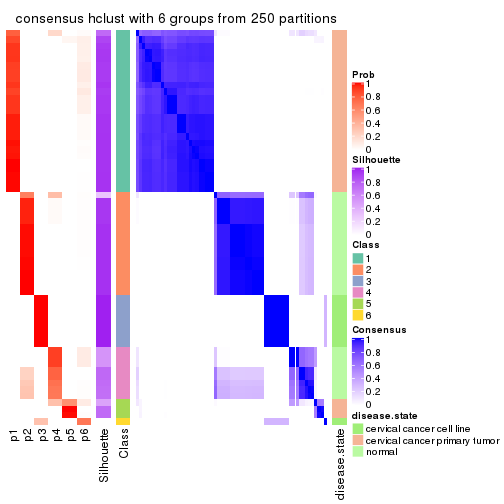 consensus hclust with 6 groups from 250 partitions
Prob
1
0.8
0.6
0.4
0.2
0
Silhouette
1
0.8
0.6
0.4
0.2
0
Class
1
2
3
4
5
6
Consensus
1
0.8
0.6
0.4
0.2
0
disease.state
cervical cancer cell line
cervical cancer primary tumor
normal
p1
p2
p3
p4
p5
p6
Silhouette
Class
disease.state